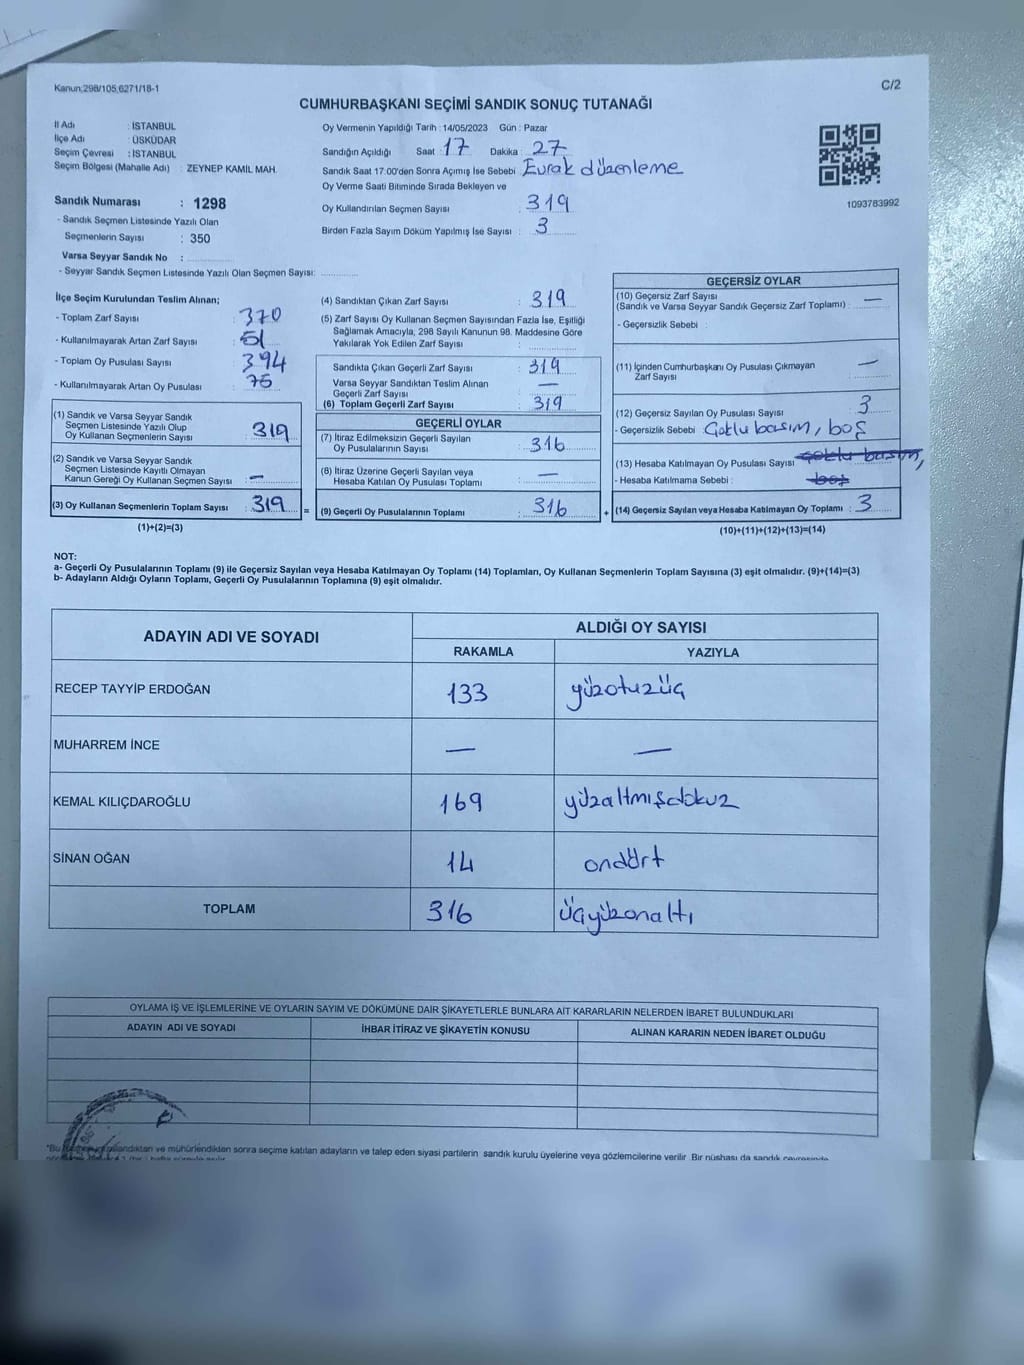 Kanun:298/105,6271/18-1
C/2
CUMHURBAŞKANI SEÇİMİ SANDIK SONUÇ TUTANAĞI
İl Adı : İSTANBUL
İlçe Adı : ÜSKÜDAR
Seçim Çevresi : İSTANBUL
Seçim Bölgesi (Mahalle Adı) : ZEYNEP KAMİL MAH.
Sandık Numarası : 1298
- Sandık Seçmen Listesinde Yazılı Olan
Seçmenlerin Sayısı : 350
Varsa Seyyar Sandık No :
- Seyyar Sandık Seçmen Listesinde Yazılı Olan Seçmen Sayısı:
Oy Vermenin Yapıldığı Tarih : 14/05/2023 Gün : Pazar
Sandığın Açıldığı Saat : 17 Dakika : 27
Sandık Saat 17.00'den Sonra Açımış İse Sebebi : Evrak düzenleme
Oy Verme Saati Bitiminde Sırada Bekleyen ve
Oy Kullandırılan Seçmen Sayısı : 319
Birden Fazla Sayım Döküm Yapılmış İse Sayısı : 3
1093783992
İlçe Seçim Kurulundan Teslim Alınan;
- Toplam Zarf Sayısı : 370
- Kullanılmayarak Artan Zarf Sayısı : 51
- Toplam Oy Pusulası Sayısı : 394
- Kullanılmayarak Artan Oy Pusulası : 75
(1) Sandık ve Varsa Seyyar Sandık
Seçmen Listesinde Yazılı Olup
Oy Kullanan Seçmenlerin Sayısı : 319
(2) Sandık ve Varsa Seyyar Sandık
Seçmen Listesinde Kayıtlı Olmayan
Kanun Gereği Oy Kullanan Seçmen Sayısı : —
(3) Oy Kullanan Seçmenlerin Toplam Sayısı : 319
(1)+(2)=(3)
(4) Sandıktan Çıkan Zarf Sayısı : 319
(5) Zarf Sayısı Oy Kullanan Seçmen Sayısından Fazla İse, Eşitliği
Sağlamak Amacıyla, 298 Sayılı Kanunun 98. Maddesine Göre
Yakılarak Yok Edilen Zarf Sayısı :
Sandıkta Çıkan Geçerli Zarf Sayısı : 319
Varsa Seyyar Sandıktan Teslim Alınan
Geçerli Zarf Sayısı : —
(6) Toplam Geçerli Zarf Sayısı : 319
GEÇERLİ OYLAR
(7) İtiraz Edilmeksizin Geçerli Sayılan
Oy Pusulası Sayısı : 316
(8) İtiraz Üzerine Geçerli Sayılan veya
Hesaba Katılan Oy Pusulası Toplamı : —
= (9) Geçerli Oy Pusulalarının Toplamı : 316
GEÇERSİZ OYLAR
(10) Geçersiz Zarf Sayısı
(Sandık ve Varsa Seyyar Sandık Geçersiz Zarf Toplamı) : —
- Geçersizlik Sebebi :
(11) İçinden Cumhurbaşkanı Oy Pusulası Çıkmayan
Zarf Sayısı : —
(12) Geçersiz Sayılan Oy Pusulası Sayısı : 3
- Geçersizlik Sebebi : Çoklu basım, boş
(13) Hesaba Katılmayan Oy Pusulası Sayısı : çoklu basım,
- Hesaba Katılmama Sebebi : boş
+ (14) Geçersiz Sayılan veya Hesaba Katılmayan Oy Toplamı : 3
(10)+(11)+(12)+(13)=(14)
NOT:
a- Geçerli Oy Pusulalarının Toplamı (9) ile Geçersiz Sayılan veya Hesaba Katılmayan Oy Toplamı (14) Toplamları, Oy Kullanan Seçmenlerin Toplam Sayısına (3) eşit olmalıdır. (9)+(14)=(3)
b- Adayların Aldığı Oyların Toplamı, Geçerli Oy Pusulalarının Toplamına (9) eşit olmalıdır.
ADAYIN ADI VE SOYADI ALDIĞI OY SAYISI
RAKAMLA YAZIYLA
RECEP TAYYİP ERDOĞAN 133 yüzotuzüç
MUHARREM İNCE — —
KEMAL KILIÇDAROĞLU 169 yüzaltmışdokuz
SİNAN OĞAN 14 ondört
TOPLAM 316 üçyüzonaltı
OYLAMA İŞ VE İŞLEMLERİNE VE OYLARIN SAYIM VE DÖKÜMÜNE DAİR ŞİKAYETLERLE BUNLARA AİT KARARLARIN NELERDEN İBARET BULUNDUKLARI
ADAYIN ADI VE SOYADI İHBAR İTİRAZ VE ŞİKAYETİN KONUSU ALINAN KARARIN NEDEN İBARET OLDUĞU
ve mühürlendikten sonra seçime katılan adayların ve talep eden siyasi partilerin sandık kurulu üyelerine veya gözlemcilerine verilir. Bir nüshası da sandık